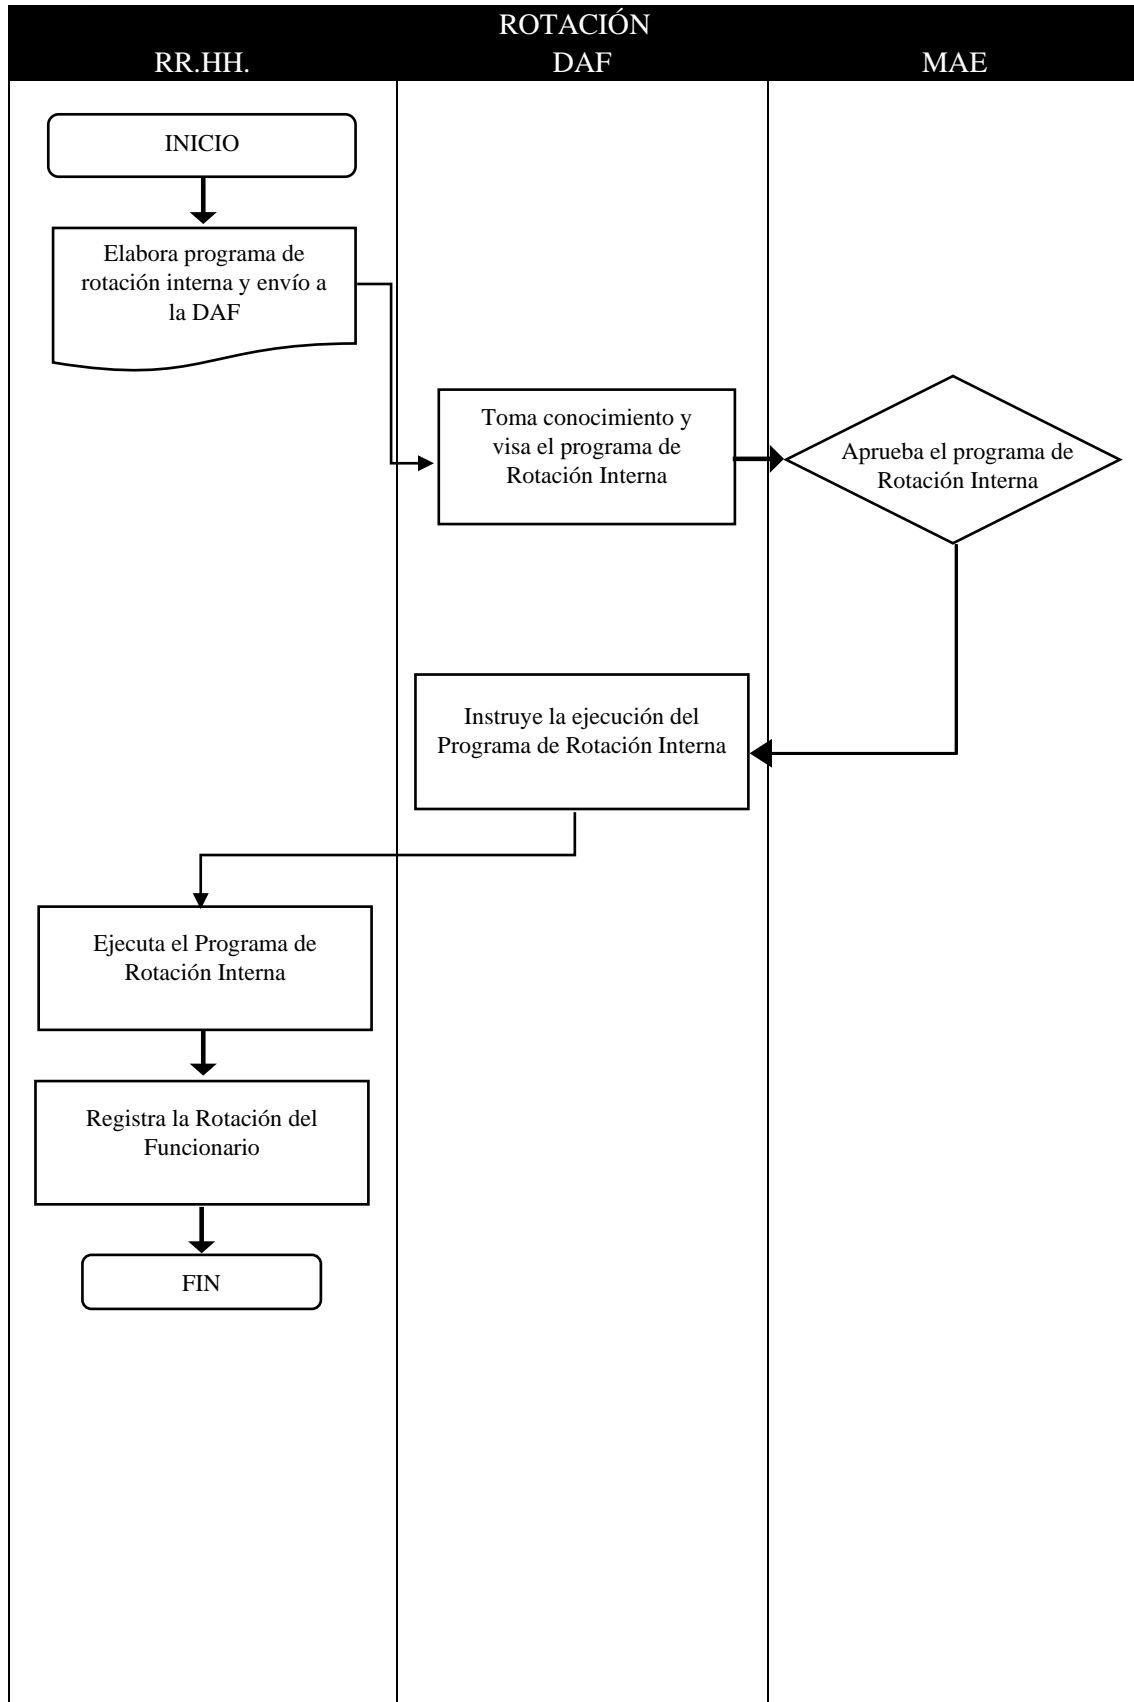 ROTACIÓN
RR.HH.
DAF
MAE
INICIO
Elabora programa de
rotación interna y envío a
la DAF
Toma conocimiento y
visa el programa de
Rotación Interna
Aprueba el programa de
Rotación Interna
Instruye la ejecución del
Programa de Rotación Interna
Ejecuta el Programa de
Rotación Interna
Registra la Rotación del
Funcionario
FIN